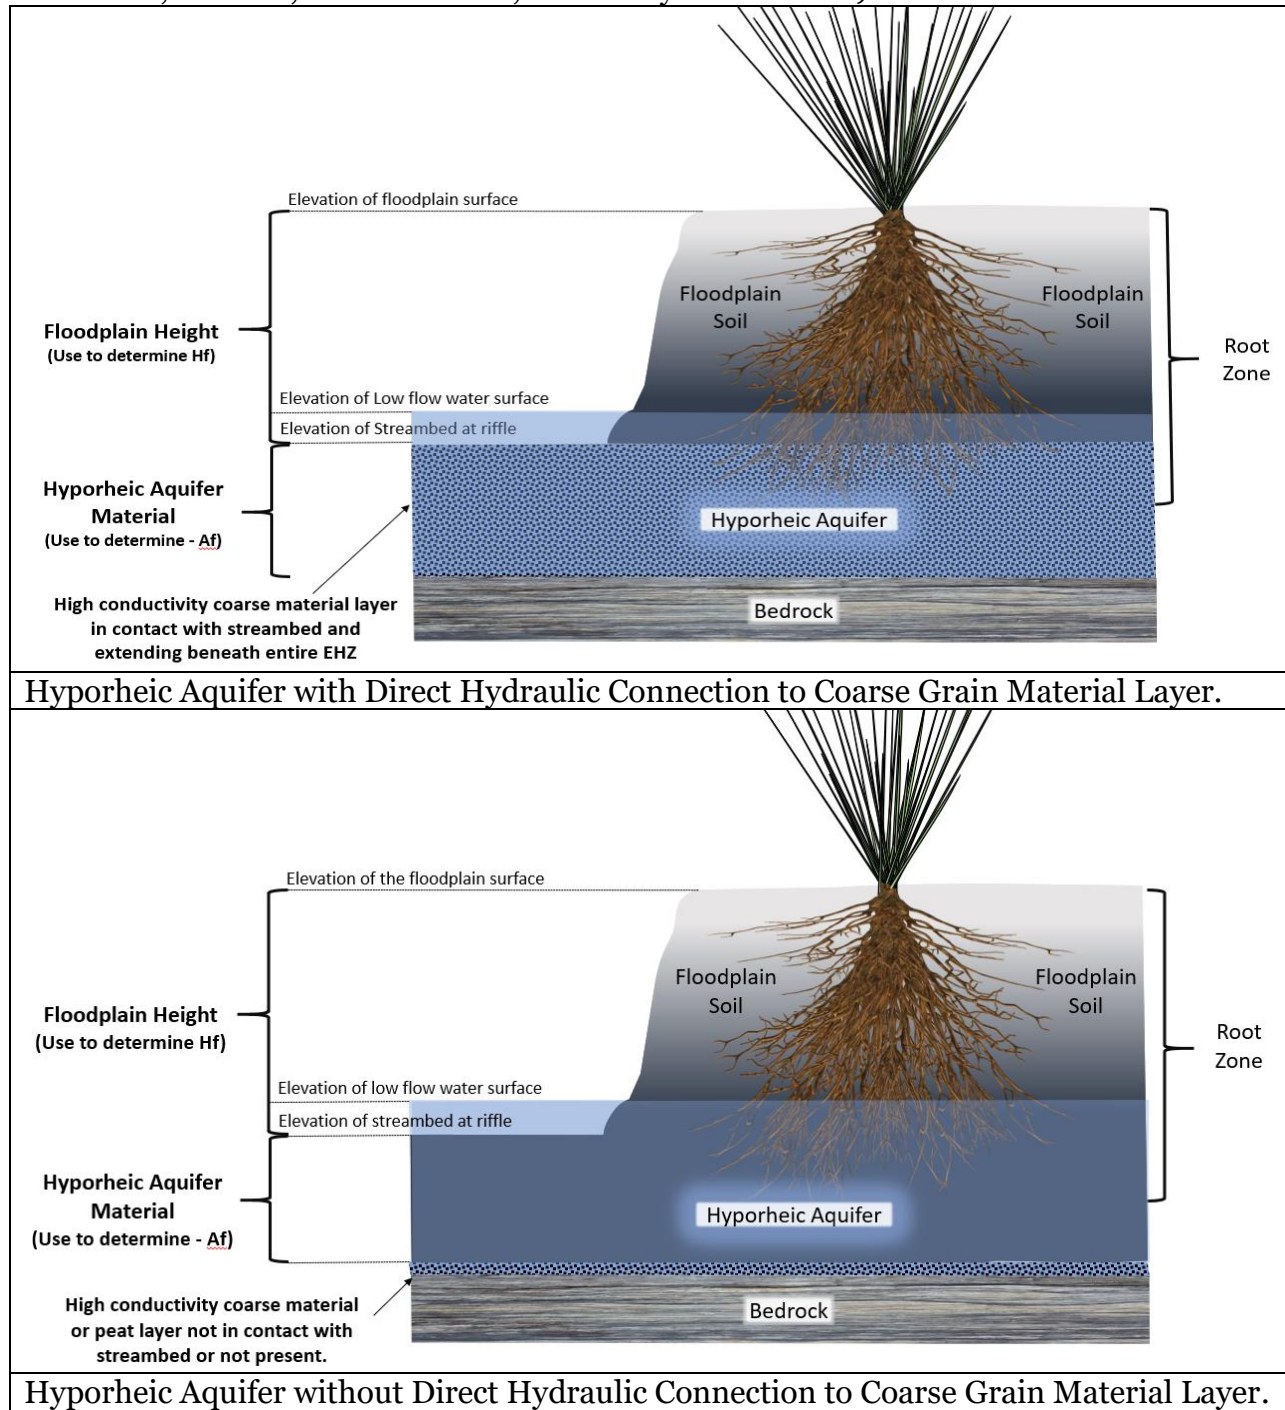 Elevation of floodplain surface
Floodplain
Soil
Floodplain
Soil
Floodplain Height
(Use to determine Hf)
Root
Zone
Elevation of Low flow water surface
Elevation of Streambed at riffle
Hyporheic Aquifer
Material
(Use to determine - Af)
Hyporheic Aquifer
High conductivity coarse material layer
in contact with streambed and
extending beneath entire EHZ
Bedrock
Hyporheic Aquifer with Direct Hydraulic Connection to Coarse Grain Material Layer.
Elevation of the floodplain surface
Floodplain
Soil
Floodplain
Soil
Floodplain Height
(Use to determine Hf)
Root
Zone
Elevation of low flow water surface
Elevation of streambed at riffle
Hyporheic Aquifer
Material
(Use to determine - Af)
Hyporheic Aquifer
High conductivity coarse material
or peat layer not in contact with
streambed or not present.
Bedrock
Hyporheic Aquifer without Direct Hydraulic Connection to Coarse Grain Material Layer.